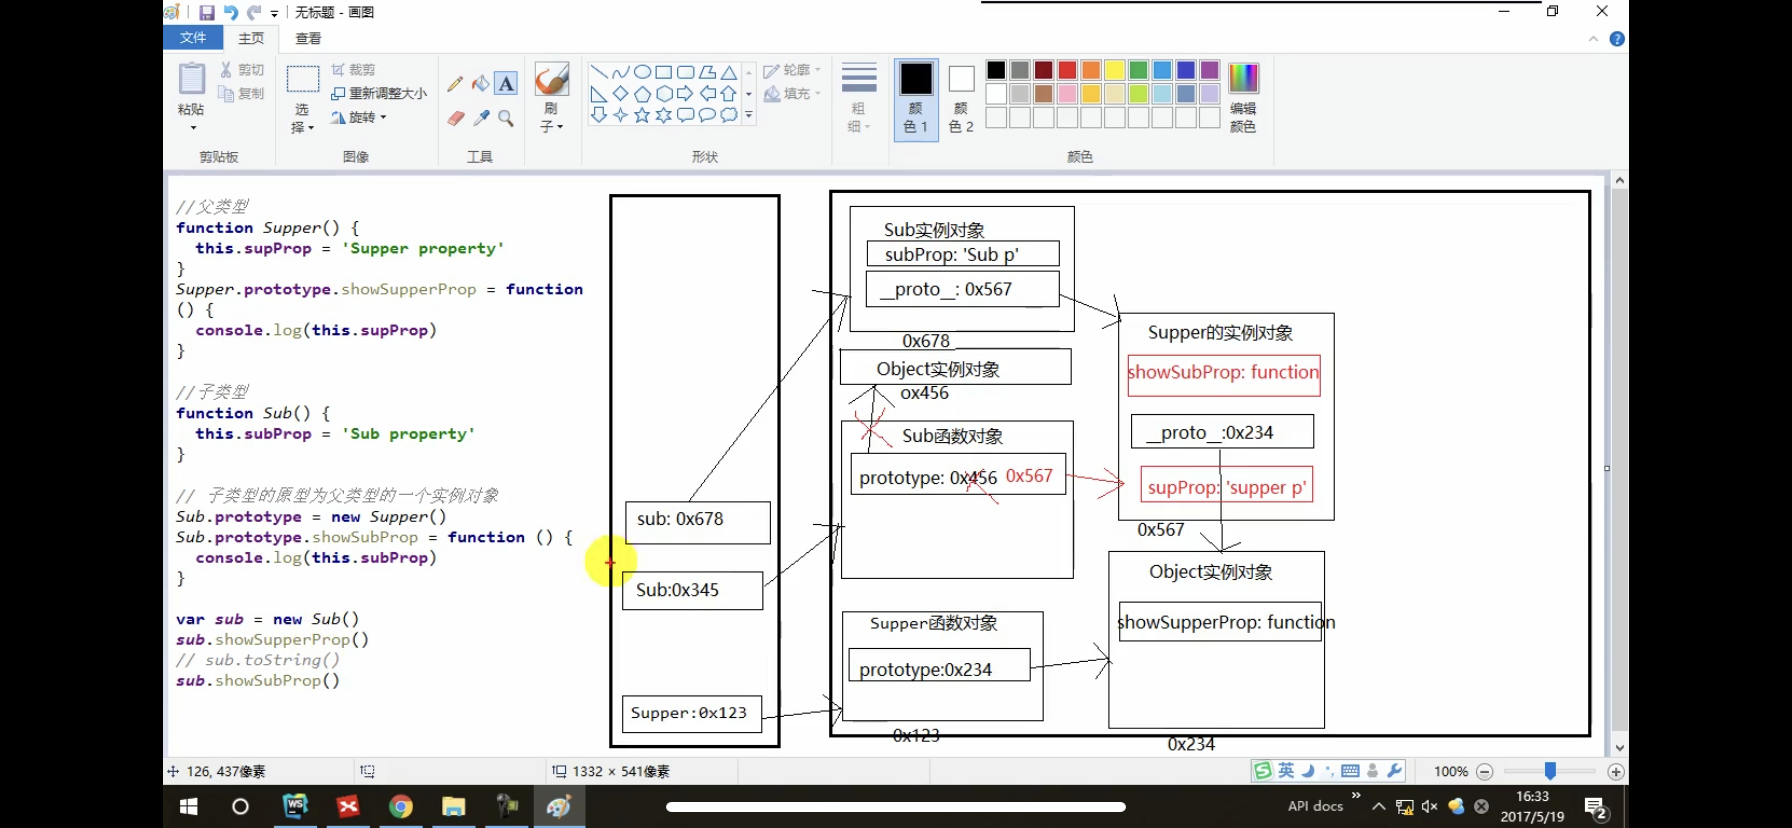 无标题 - 画图
文件
主页
查看
粘贴
剪切
复制
剪贴板
选择
裁剪
重新调整大小
旋转
图像
A
工具
刷子
轮廓
填充
形状
粗细
颜色 1
颜色 2
编辑颜色
颜色
//父类型
function Supper() {
this.supProp = 'Supper property'
}
Supper.prototype.showSupperProp = function
() {
console.log(this.supProp)
}
//子类型
function Sub() {
this.subProp = 'Sub property'
}
// 子类型的原型为父类型的一个实例对象
Sub.prototype = new Supper()
Sub.prototype.showSubProp = function () {
console.log(this.subProp)
}
var sub = new Sub()
sub.showSupperProp()
// sub.toString()
sub.showSubProp()
sub: 0x678
Sub:0x345
Supper:0x123
Sub实例对象
subProp: 'Sub p'
__proto__: 0x567
0x678
Object实例对象
ox456
Sub函数对象
prototype: 0x456 0x567
Supper函数对象
prototype:0x234
0x123
Supper的实例对象
showSubProp: function
__proto__:0x234
supProp: 'supper p'
0x567
Object实例对象
showSupperProp: function
0x234
126, 437像素
1332 × 541像素
英
100%
WS
API docs
16:33
2017/5/19
2